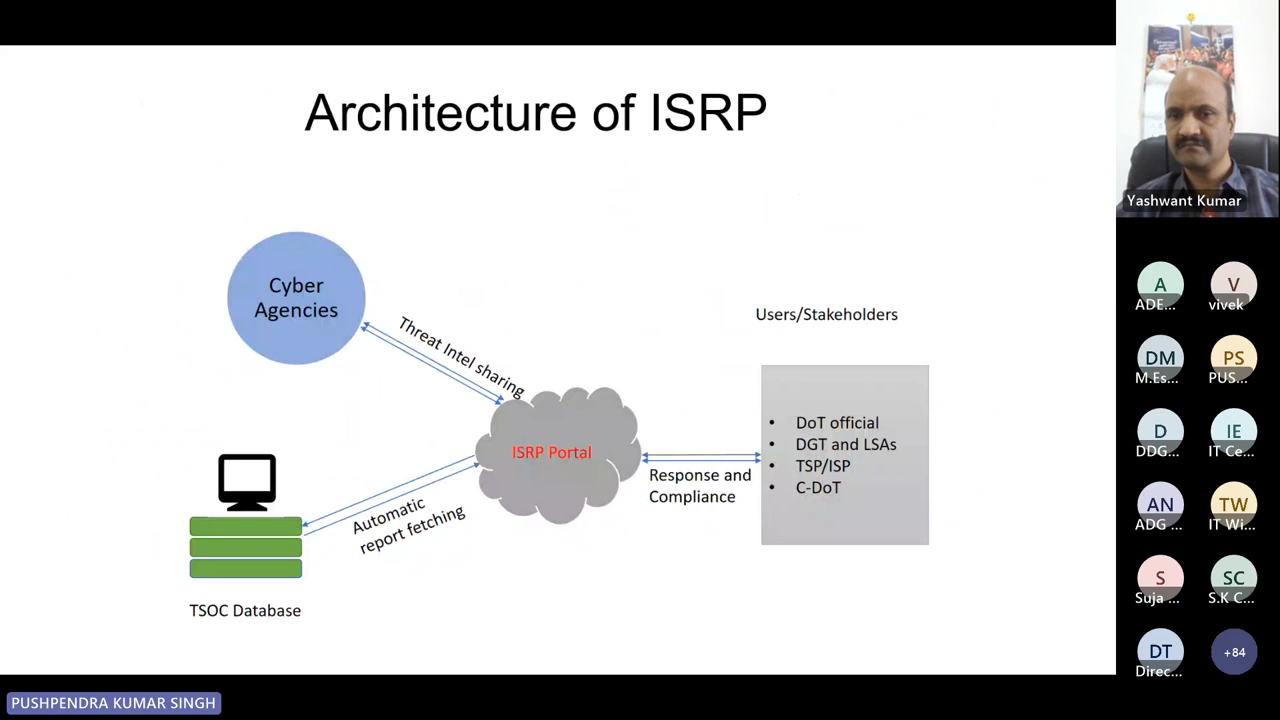 Architecture of ISRP
Cyber
Agencies
Threat Intel sharing
Users/Stakeholders
ISRP Portal
• DoT official
• DGT and LSAs
• TSP/ISP
• C-DoT
Response and
Compliance
Automatic
report fetching
TSOC Database
PUSHPENDRA KUMAR SINGH
Yashwant Kumar
A
ADE...
V
vivek
DM
M.Es...
PS
PUS...
D
DDG...
IE
IT Ce...
AN
ADG ...
TW
IT Wi...
S
Suja ...
SC
S.K C...
DT
Direc...
+84